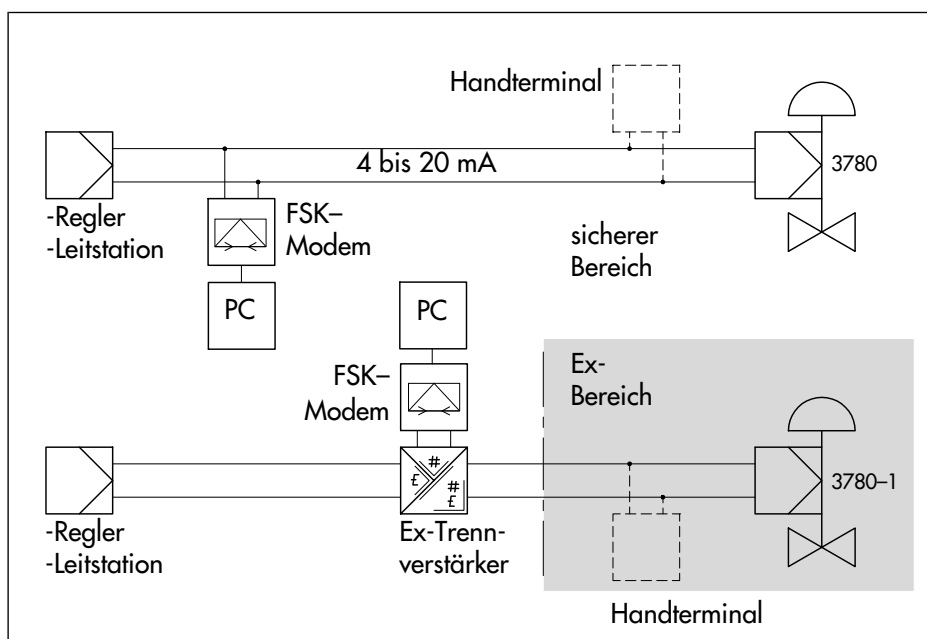 Handterminal
4 bis 20 mA
3780
-Regler
-Leitstation
FSK–
Modem
sicherer
Bereich
PC
PC
Ex-
Bereich
FSK–
Modem
#
£
#
£
3780–1
-Regler
-Leitstation
Ex-Trenn-
verstärker
Handterminal